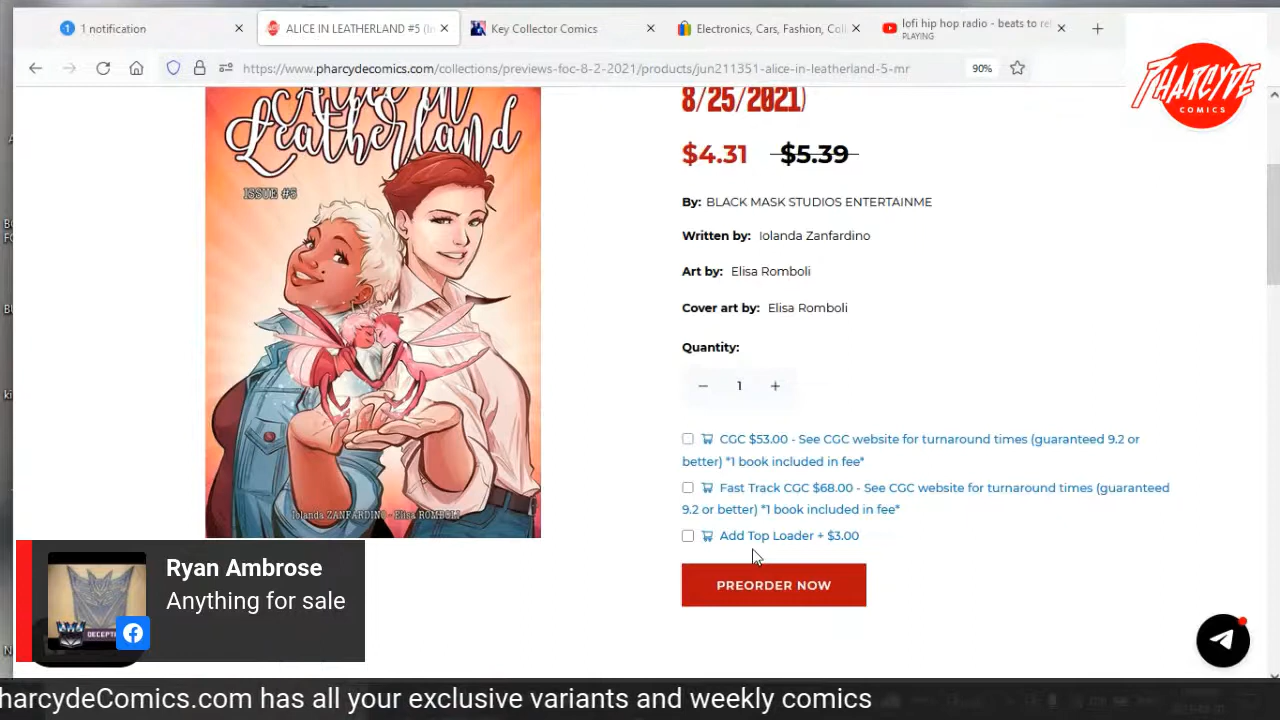 1
1 notification
ALICE IN LEATHERLAND #5 (In
Key Collector Comics
Electronics, Cars, Fashion, Coll
lofi hip hop radio - beats to rel
PLAYING
https://www.pharcydecomics.com/collections/previews-foc-8-2-2021/products/jun211351-alice-in-leatherland-5-mr
90%
PHARCYDE
COMICS
8/25/2021)
Alice in
Leatherland
ISSUE #5
$4.31 $5.39
By: BLACK MASK STUDIOS ENTERTAINME
Written by: Iolanda Zanfardino
Art by: Elisa Romboli
Cover art by: Elisa Romboli
Quantity:
− 1 +
CGC $53.00 - See CGC website for turnaround times (guaranteed 9.2 or
better) *1 book included in fee*
Fast Track CGC $68.00 - See CGC website for turnaround times (guaranteed
9.2 or better) *1 book included in fee*
Add Top Loader + $3.00
PREORDER NOW
Iolanda ZANFARDINO - Elisa ROMBOLI
Ryan Ambrose
Anything for sale
DECEPT
harcydeComics.com has all your exclusive variants and weekly comics